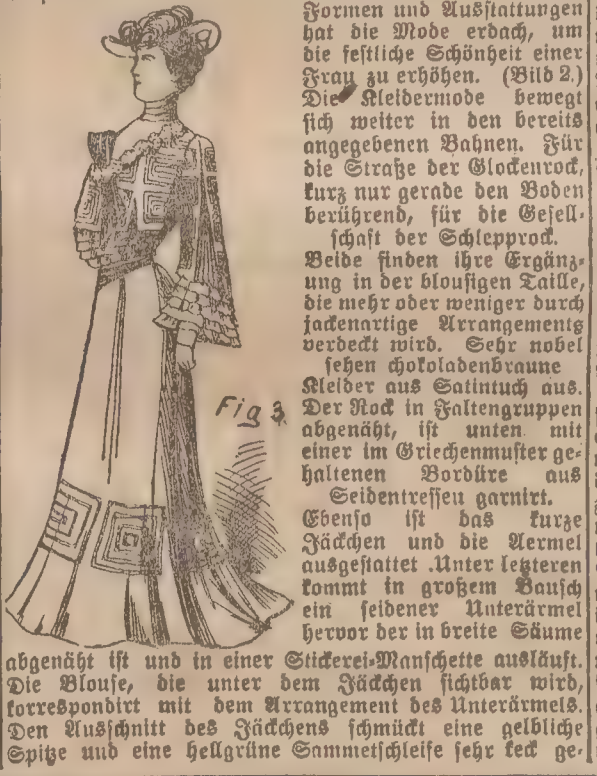 Formen und Ausstattungen
hat die Mode erdach, um
die festliche Schönheit einer
Frau zu erhöhen. (Bild 2.)
Die Kleidermode bewegt
sich weiter in den bereits
angegebenen Bahnen. Für
die Straße der Glockenrock,
kurz nur gerade den Boden
berührend, für die Gesell-
schaft der Schlepprock.
Beide finden ihre Ergänz-
ung in der blousigen Taille,
die mehr oder weniger durch
jackenartige Arrangements
verdeckt wird. Sehr nobel
sehen chokoladenbraune
Kleider aus Satintuch aus.
Der Rock in Faltengruppen
abgenäht, ist unten mit
einer im Griechenmuster ge-
haltenen Bordüre aus
Seidentressen garnirt.
Ebenso ist das kurze
Jäckchen und die Aermel
ausgestattet .Unter letzteren
kommt in großem Bausch
ein seidener Unterärmel
hervor der in breite Säume
abgenäht ist und in einer Stickerei-Manschette ausläuft.
Die Blouse, die unter dem Jäckchen sichtbar wird,
korrespondirt mit dem Arrangement des Unterärmels.
Den Ausschnitt des Jäckchens schmückt eine gelbliche
Spitze und eine hellgrüne Sammetschleife sehr keck ge-
Fig 3.